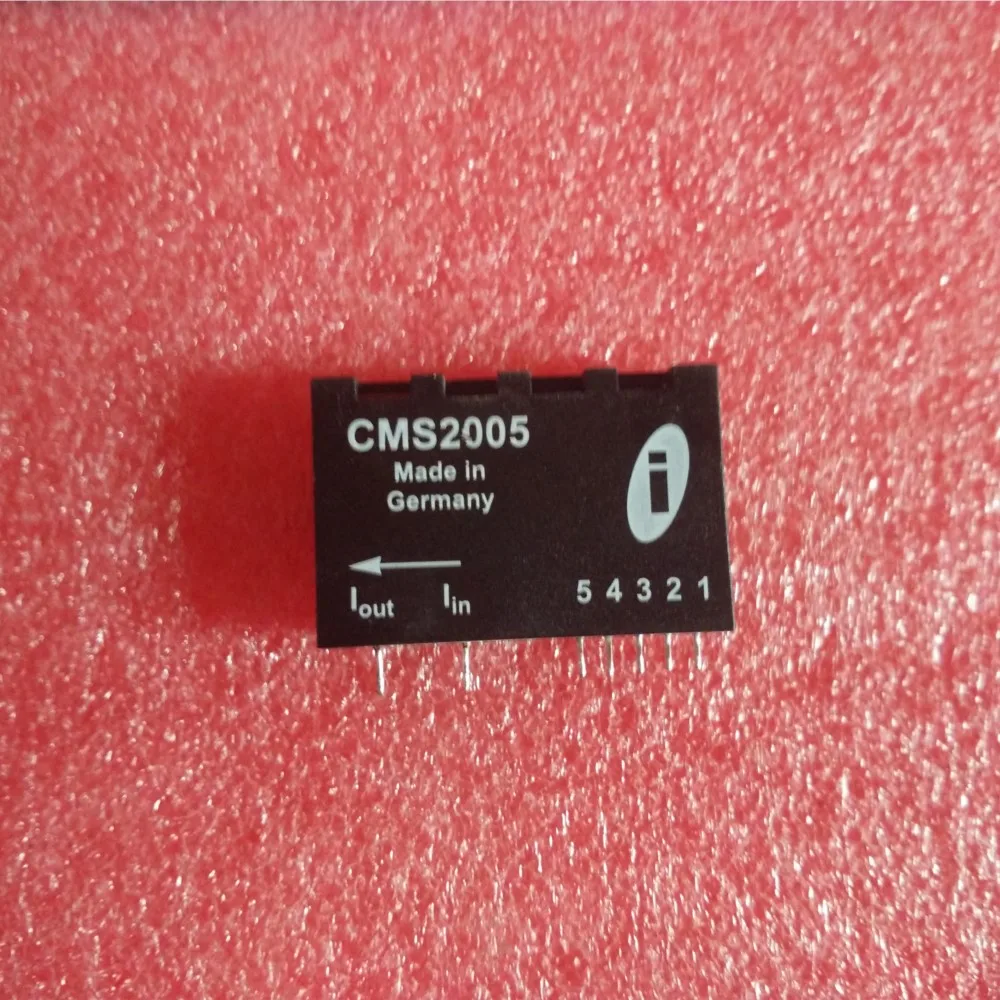 CMS2005
Made in
Germany
i
Iout Iin
5 4 3 2 1